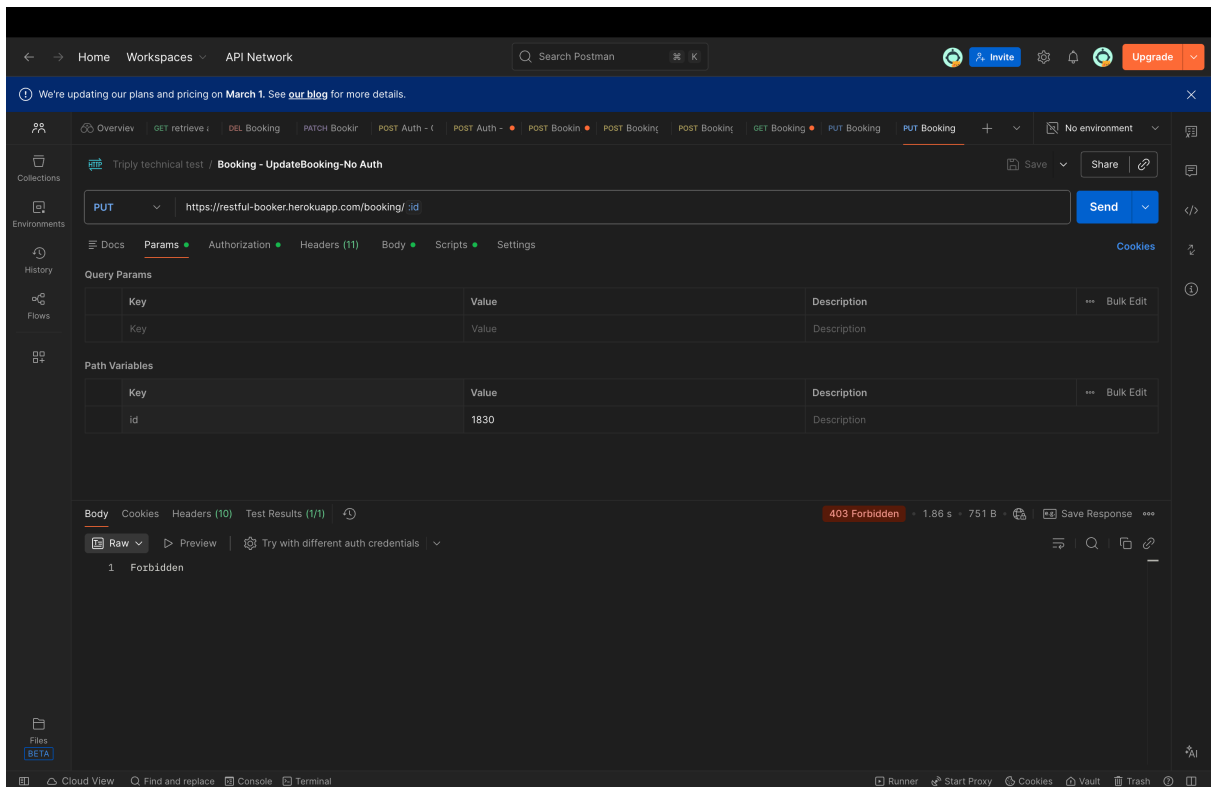 Home Workspaces API Network Search Postman ⌘ K Invite Upgrade
We're updating our plans and pricing on March 1. See our blog for more details.
Overview GET retrieve DEL Booking PATCH Bookin POST Auth - ( POST Auth - POST Bookin POST Booking POST Booking GET Booking PUT Booking PUT Booking No environment
HTTP Triply technical test / Booking - UpdateBooking-No Auth Save Share
Collections
Environments
History
Flows
PUT https://restful-booker.herokuapp.com/booking/ :id Send
Docs Params Authorization Headers (11) Body Scripts Settings Cookies
Query Params
Key Value Description Bulk Edit
Key Value Description
Path Variables
Key Value Description Bulk Edit
id 1830 Description
Body Cookies Headers (10) Test Results (1/1) 403 Forbidden 1.86 s 751 B e.g. Save Response
Raw Preview Try with different auth credentials
1 Forbidden
Files
BETA
AI
Cloud View Find and replace Console Terminal Runner Start Proxy Cookies Vault Trash